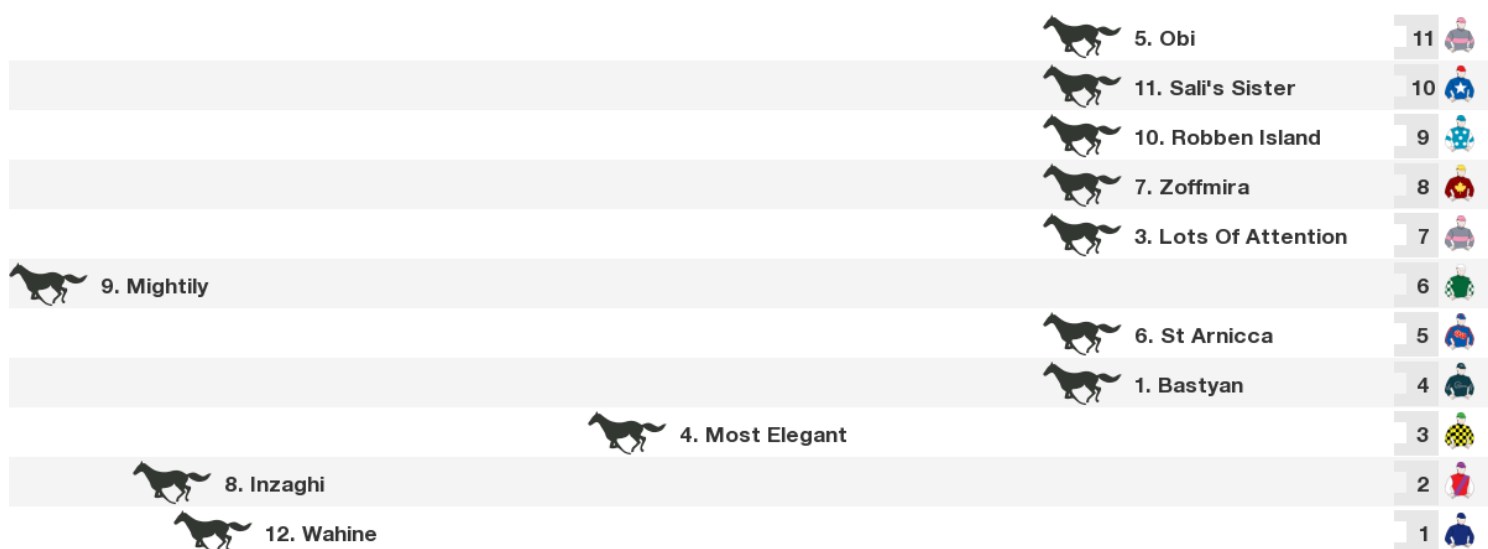 5. Obi 11
11. Sali's Sister 10
10. Robben Island 9
7. Zoffmira 8
3. Lots Of Attention 7
9. Mightily 6
6. St Arnicca 5
1. Bastyan 4
4. Most Elegant 3
8. Inzaghi 2
12. Wahine 1